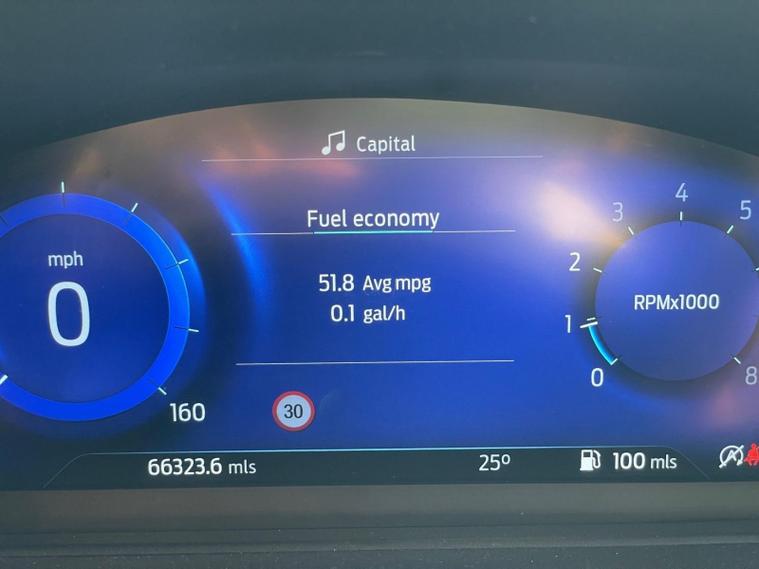 Capital
Fuel economy
51.8 Avg mpg
0.1 gal/h
mph
0
160
30
0
1
2
3
4
5
8
RPMx1000
66323.6 mls
25º
100 mls